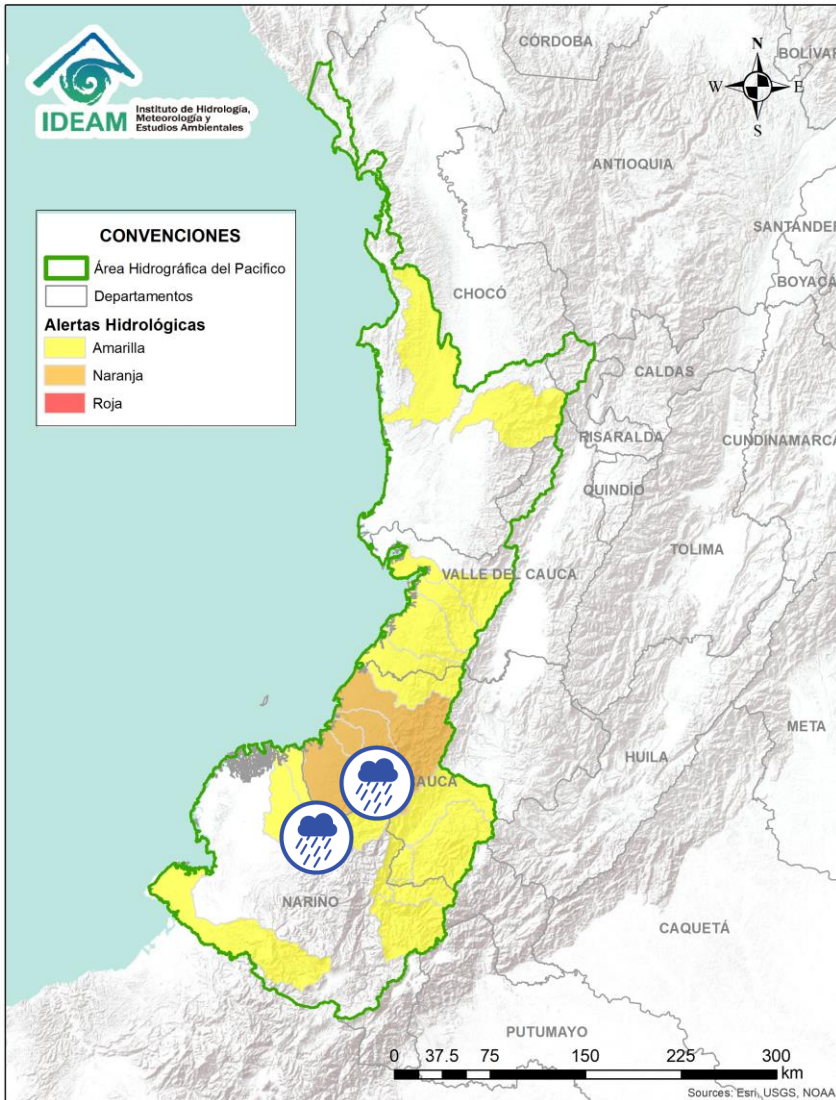 IDEAM
Instituto de Hidrología,
Meteorología y
Estudios Ambientales
N
W
E
S
CONVENCIONES
Área Hidrográfica del Pacifico
Departamentos
Alertas Hidrológicas
Amarilla
Naranja
Roja
CÓRDOBA
BOLÍVAR
ANTIOQUIA
SANTANDER
BOYACÁ
CHOCÓ
CALDAS
RISARALDA
CUNDINAMARCA
QUINDÍO
TOLIMA
VALLE DEL CAUCA
META
HUILA
AUCA
NARIÑO
CAQUETÁ
PUTUMAYO
0 37.5 75 150 225 300
km
Sources: Esri, USGS, NOAA